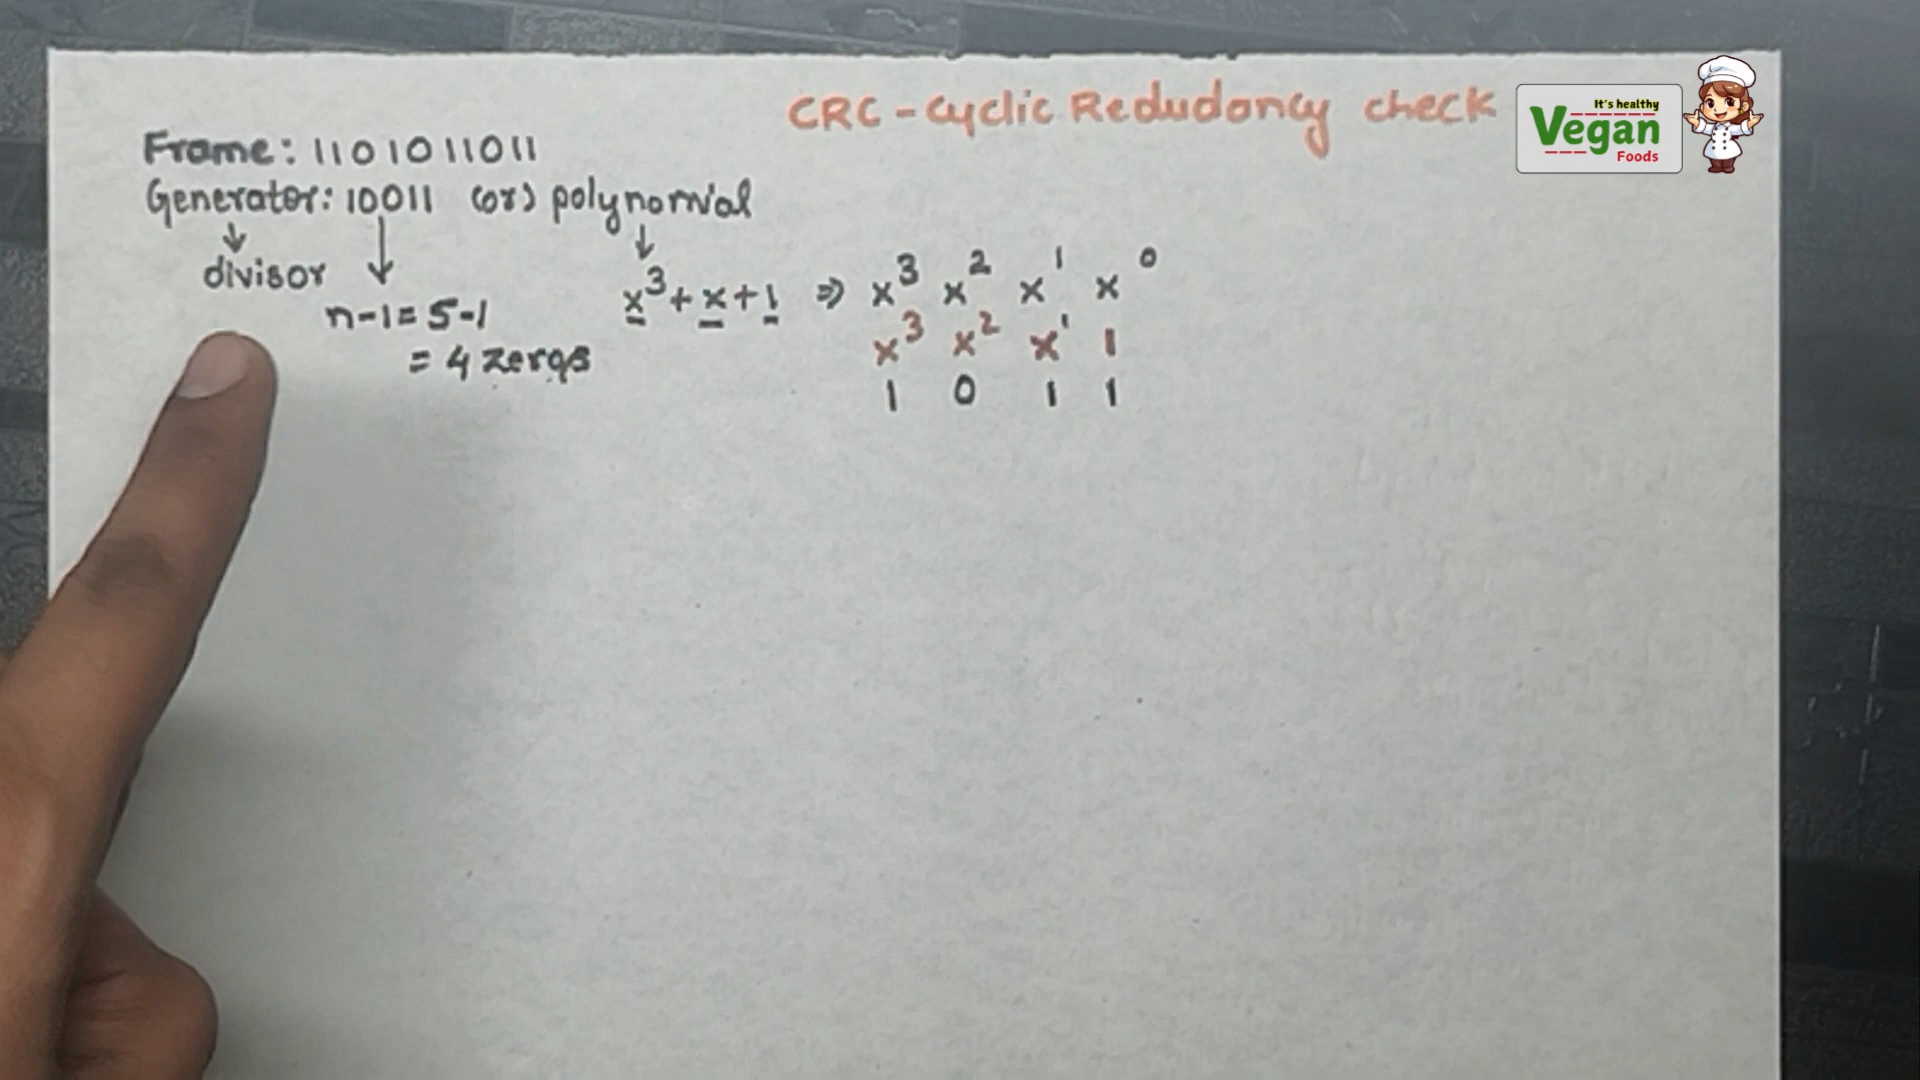 CRC - Cyclic Redudancy check
It's healthy
Vegan
Foods
Frame: 1101011011
Generator: 10011 (or) polynomial
↓ ↓ ↓
divisor
n-1 = 5-1
= 4 zeros
x³ + x + 1 ⇒ x³ x² x¹ x⁰
x³ x² x¹ 1
1 0 1 1